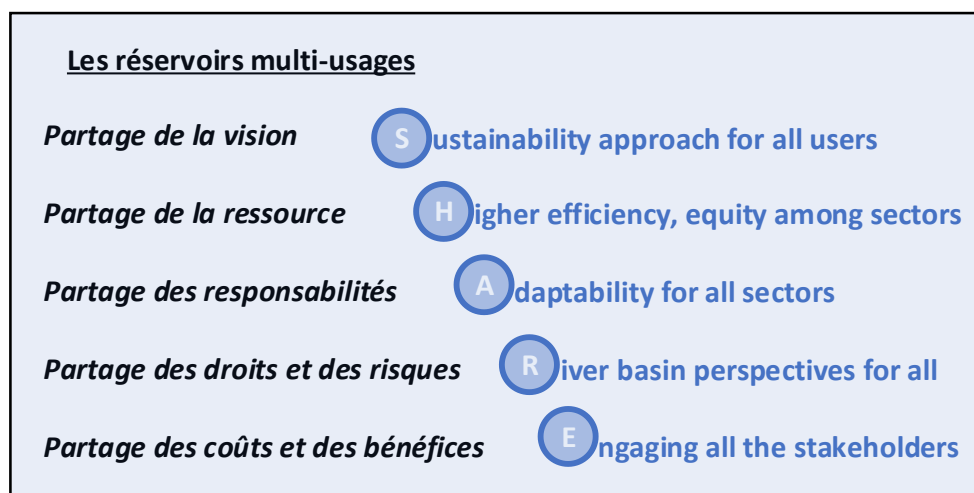 Les réservoirs multi-usages
Partage de la vision Sustainability approach for all users
Partage de la ressource Higher efficiency, equity among sectors
Partage des responsabilités Adaptability for all sectors
Partage des droits et des risques River basin perspectives for all
Partage des coûts et des bénéfices Engaging all the stakeholders